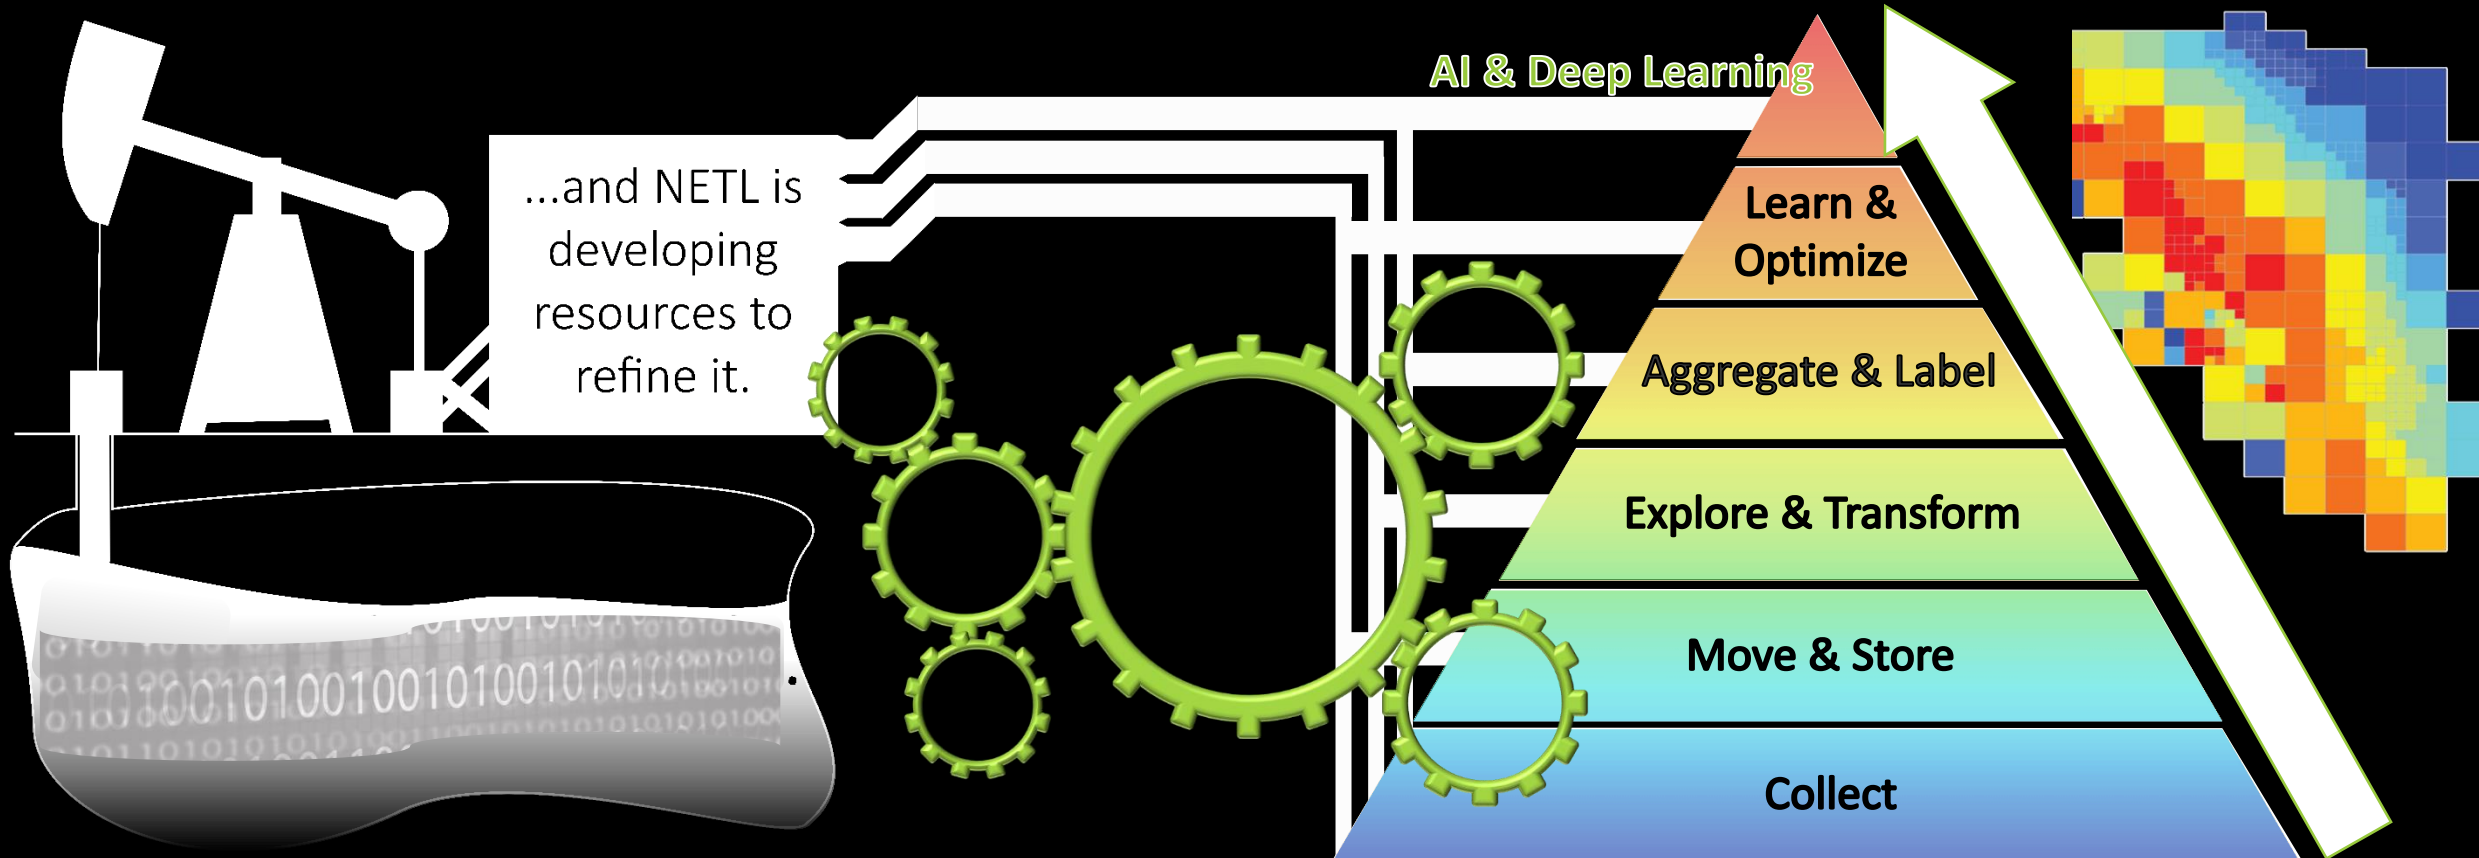 ...and NETL is
developing
resources to
refine it.
AI & Deep Learning
Learn &
Optimize
Aggregate & Label
Explore & Transform
Move & Store
Collect